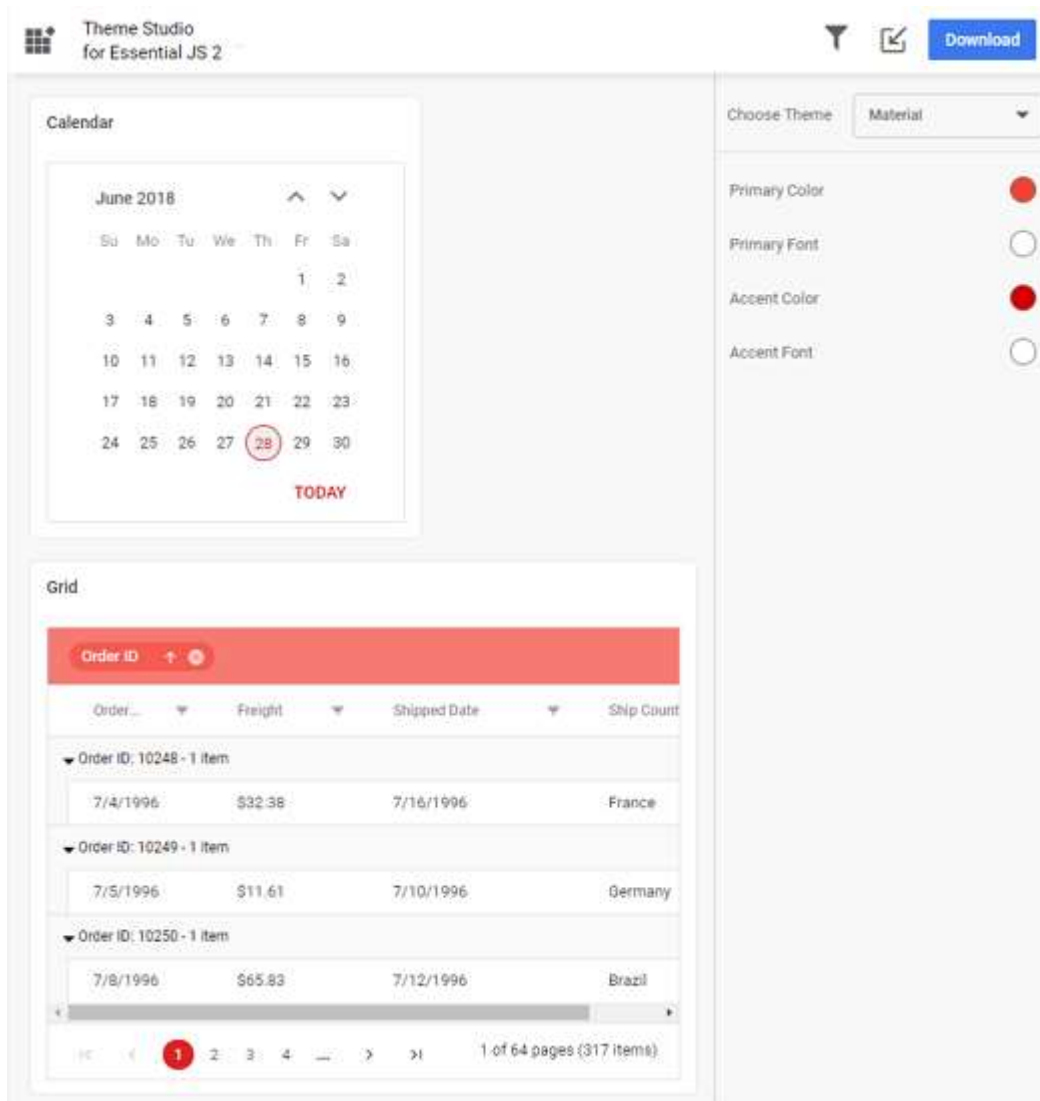 Theme Studio
for Essential JS 2
Download
Calendar
June 2018
Su Mo Tu We Th Fr Sa
1 2
3 4 5 6 7 8 9
10 11 12 13 14 15 16
17 18 19 20 21 22 23
24 25 26 27 28 29 30
TODAY
Choose Theme Material
Primary Color
Primary Font
Accent Color
Accent Font
Grid
Order ID
Order... Freight Shipped Date Ship Count
Order ID: 10248 - 1 item
7/4/1996 $32.38 7/16/1996 France
Order ID: 10249 - 1 item
7/5/1996 $11.61 7/10/1996 Germany
Order ID: 10250 - 1 item
7/8/1996 $65.83 7/12/1996 Brazil
1 2 3 4 ... 1 of 64 pages (317 items)